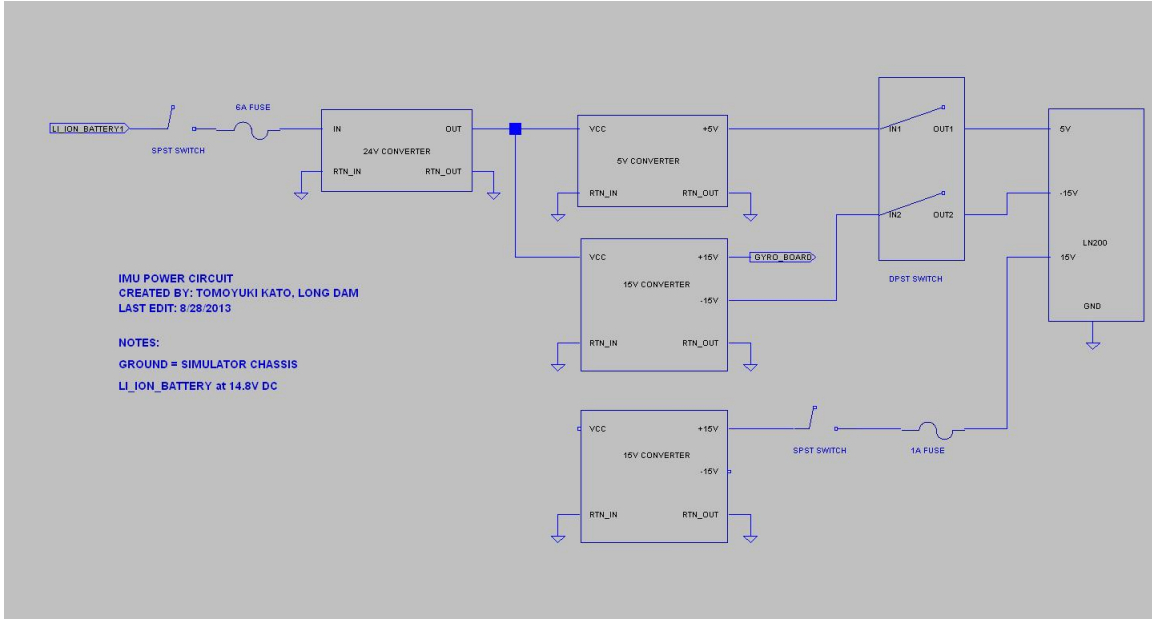 LI_ION_BATTERY1
SPST SWITCH
6A FUSE
IN
OUT
24V CONVERTER
RTN_IN
RTN_OUT
VCC
+5V
5V CONVERTER
RTN_IN
RTN_OUT
IN1
OUT1
IN2
OUT2
DPST SWITCH
5V
-15V
LN200
15V
GND
VCC
+15V
GYRO_BOARD
15V CONVERTER
-15V
RTN_IN
RTN_OUT
IMU POWER CIRCUIT
CREATED BY: TOMOYUKI KATO, LONG DAM
LAST EDIT: 8/28/2013
NOTES:
GROUND = SIMULATOR CHASSIS
LI_ION_BATTERY at 14.8V DC
VCC
+15V
15V CONVERTER
-15V
RTN_IN
RTN_OUT
SPST SWITCH
1A FUSE